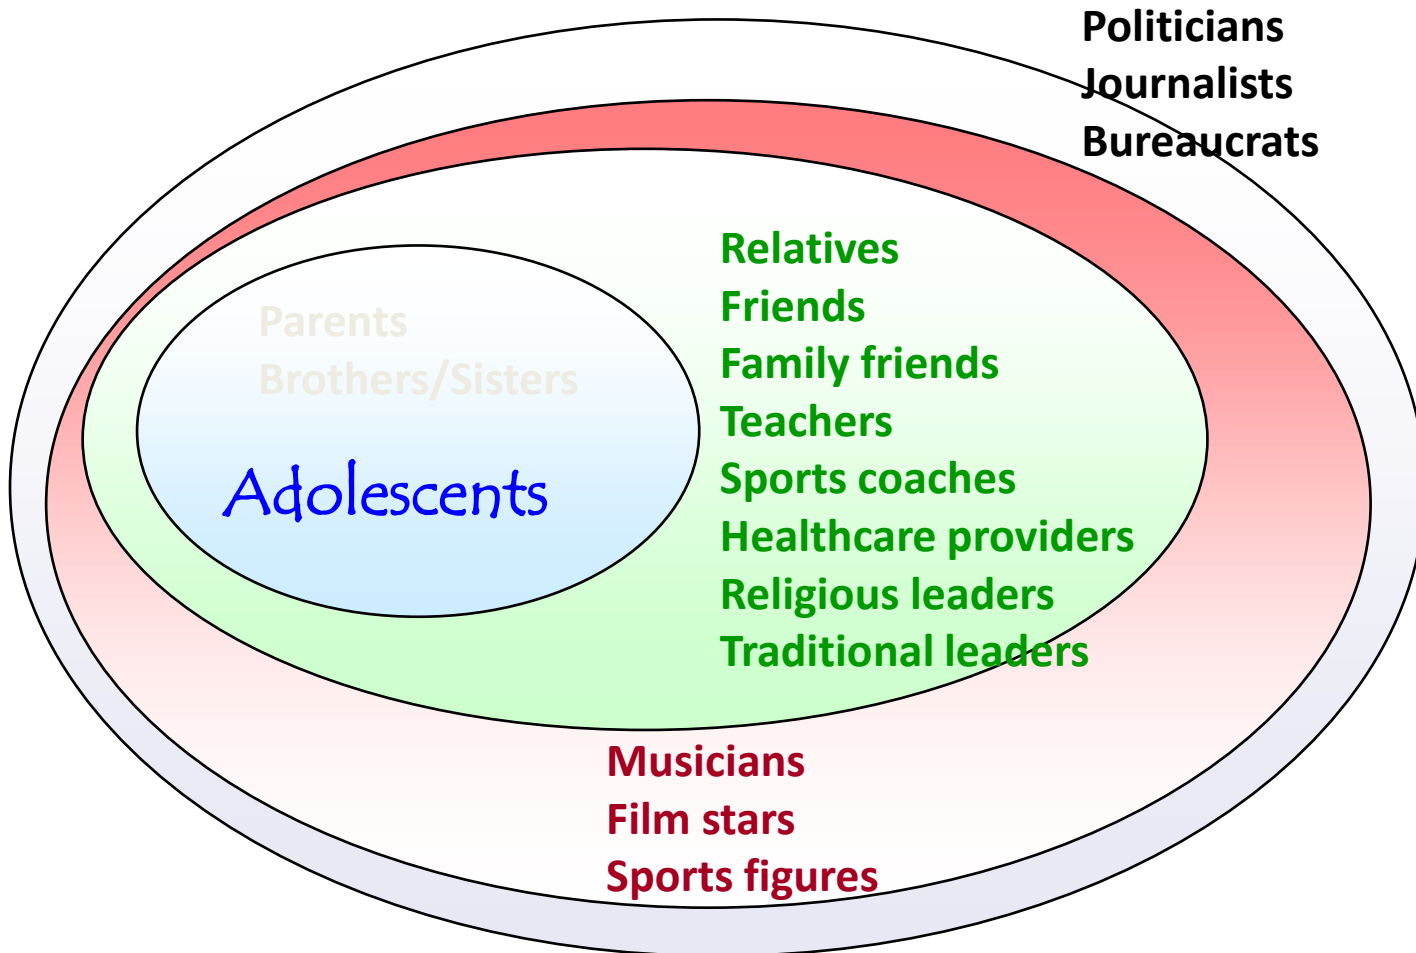 Politicians
Journalists
Bureaucrats
Relatives
Friends
Family friends
Teachers
Sports coaches
Healthcare providers
Religious leaders
Traditional leaders
Parents
Brothers/Sisters
Adolescents
Musicians
Film stars
Sports figures